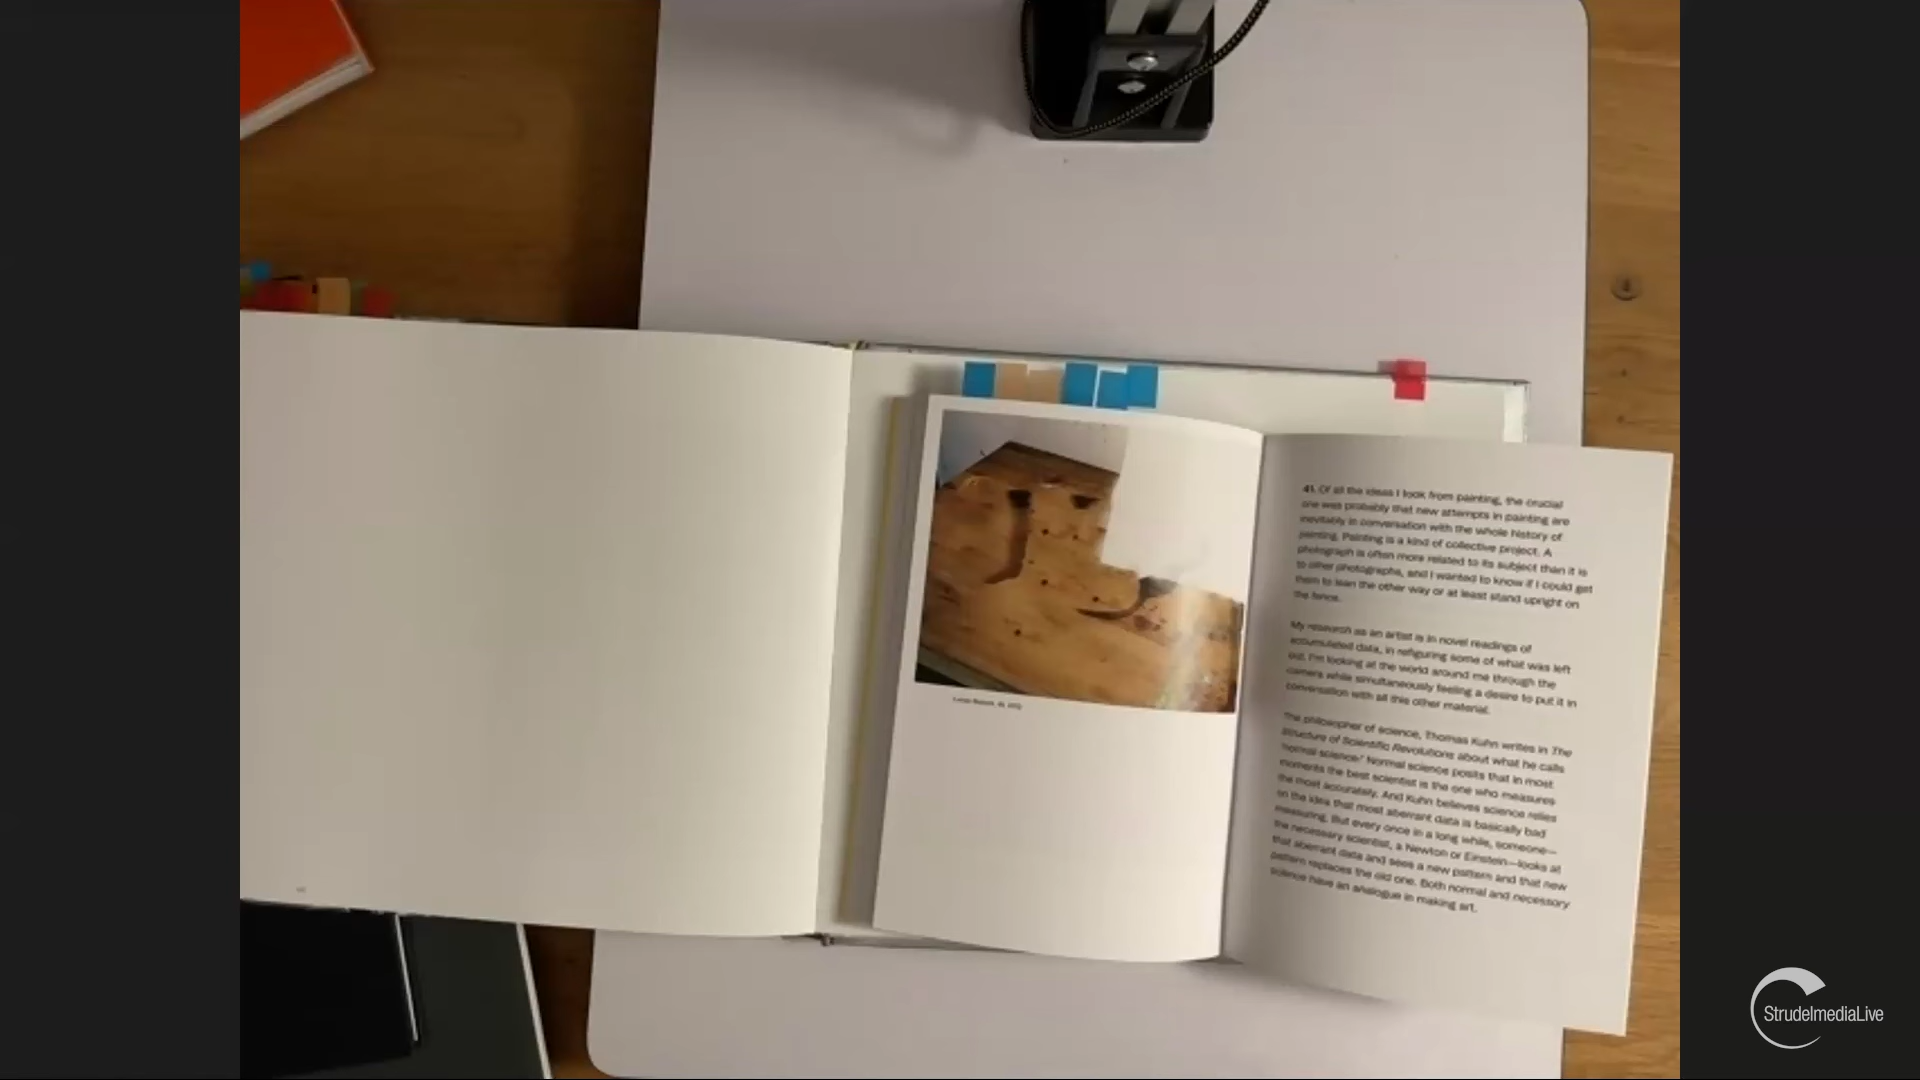 41. Of all the ideas I took from painting, the crucial
one was probably that new attempts in painting are
inevitably in conversation with the whole history of
painting. Painting is a kind of collective project. A
photograph is often more related to its subject than it is
to other photographs, and I wanted to know if I could get
them to lean the other way or at least stand upright on
the fence.
My research as an artist is in novel readings of
accumulated data, in refiguring some of what was left
out. I'm looking at the world around me through the
camera while simultaneously feeling a desire to put it in
conversation with all this other material.
The philosopher of science, Thomas Kuhn writes in The
Structure of Scientific Revolutions about what he calls
"normal science." Normal science posits that in most
moments the best scientist is the one who measures
the most accurately. And Kuhn believes science relies
on the idea that most aberrant data is basically bad
measuring. But every once in a long while, someone—
the necessary scientist, a Newton or Einstein—looks at
that aberrant data and sees a new pattern and that new
pattern replaces the old one. Both normal and necessary
science have an analogue in making art.
StrudelmediaLive